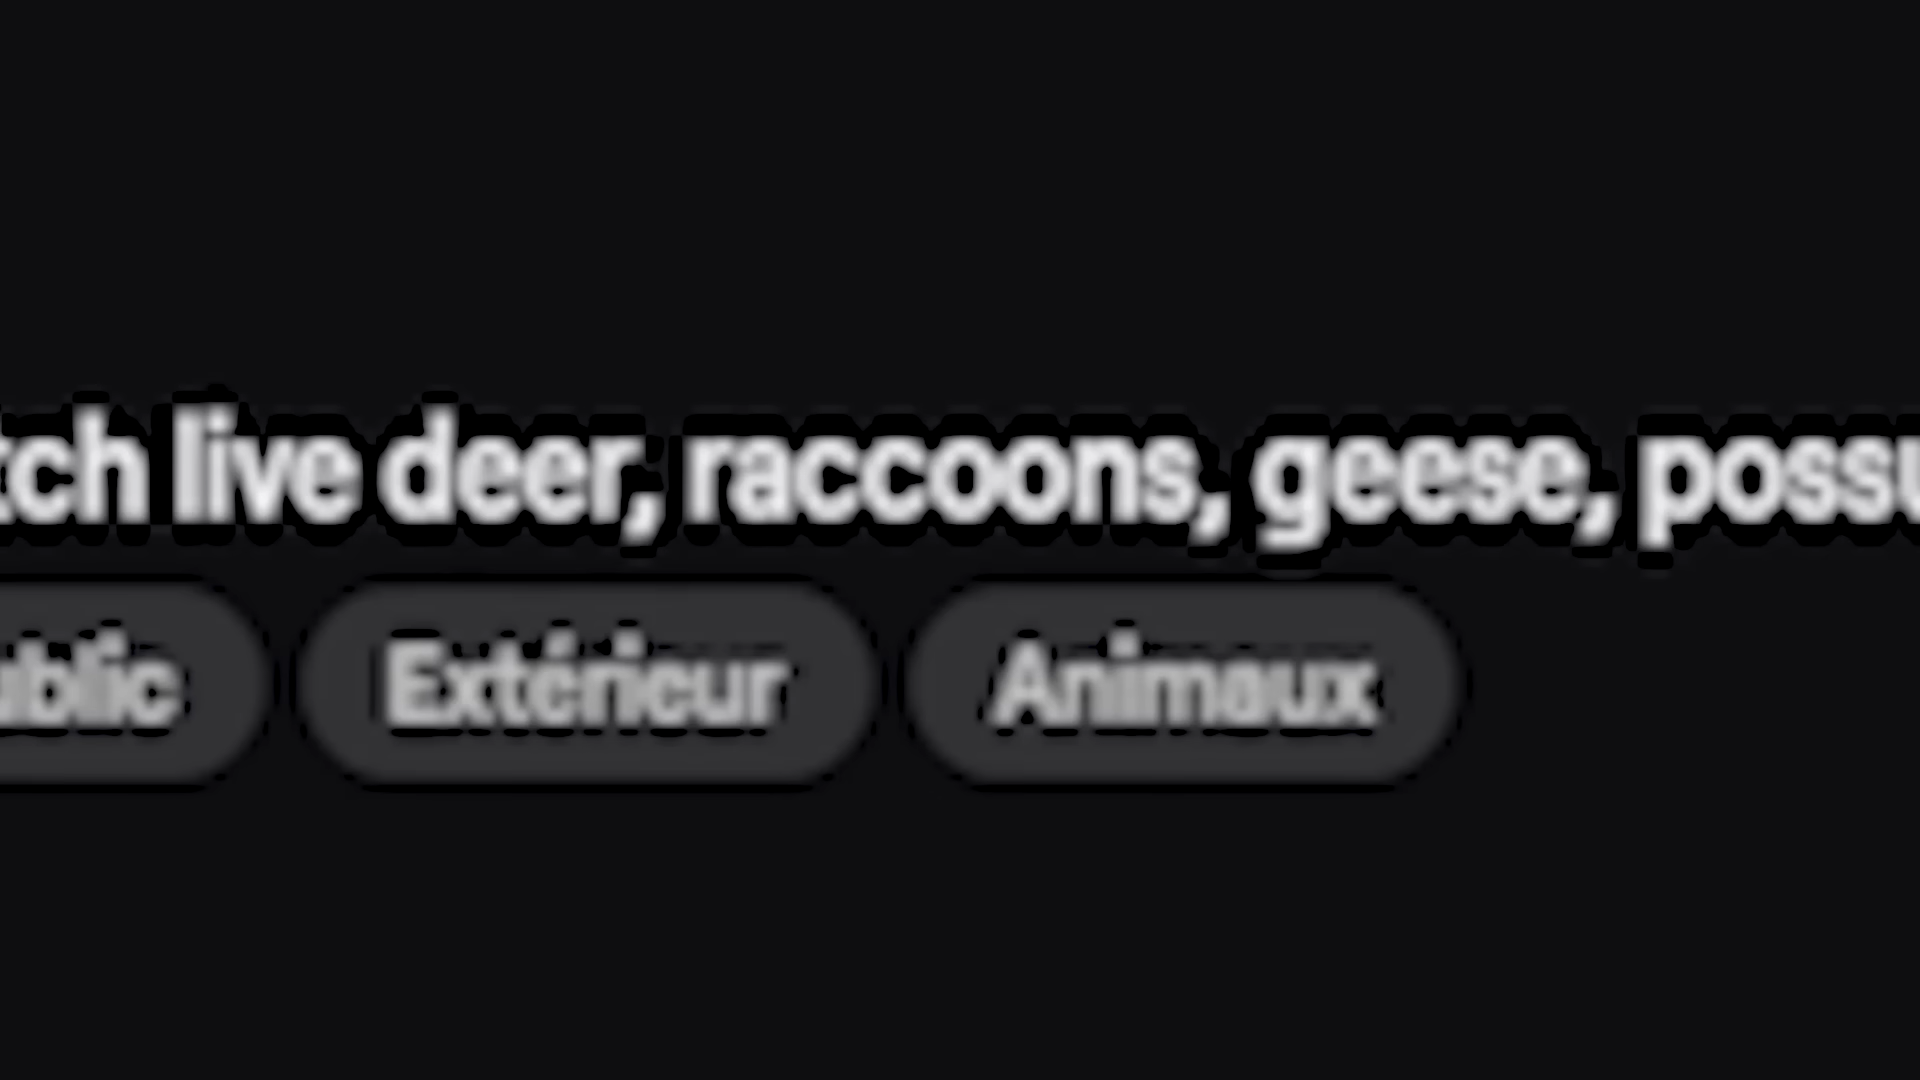 tch live deer, raccoons, geese, possu
ublic Extérieur Animaux